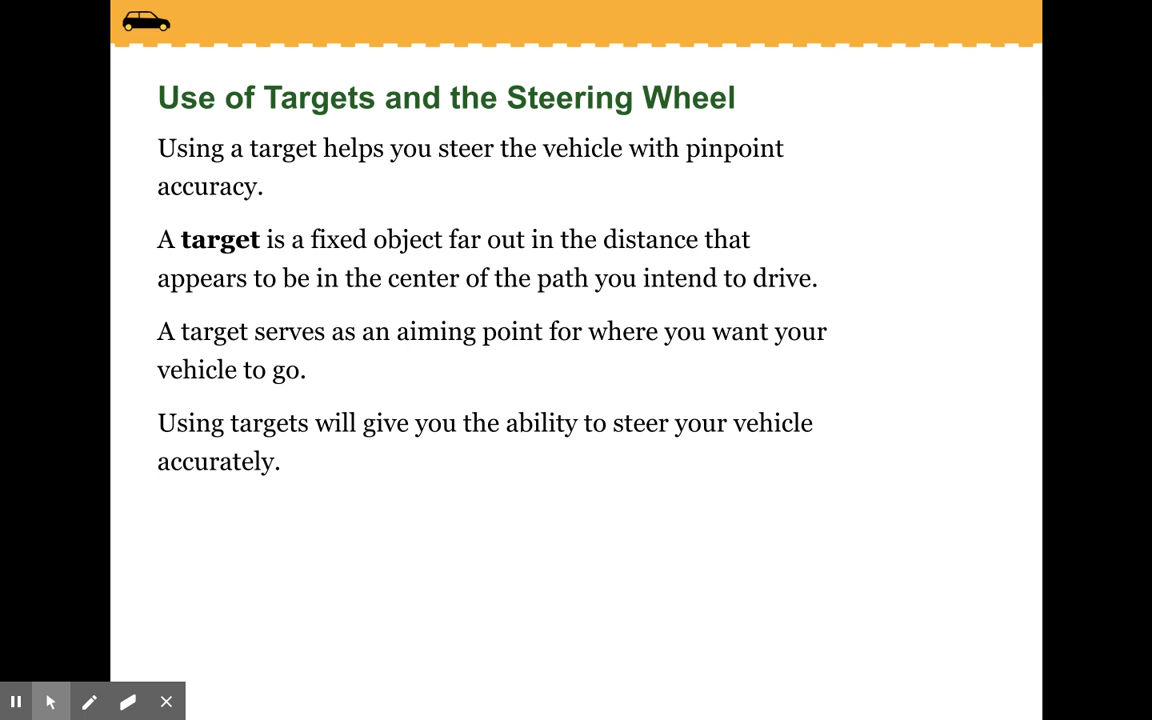 Use of Targets and the Steering Wheel
Using a target helps you steer the vehicle with pinpoint
accuracy.
A target is a fixed object far out in the distance that
appears to be in the center of the path you intend to drive.
A target serves as an aiming point for where you want your
vehicle to go.
Using targets will give you the ability to steer your vehicle
accurately.